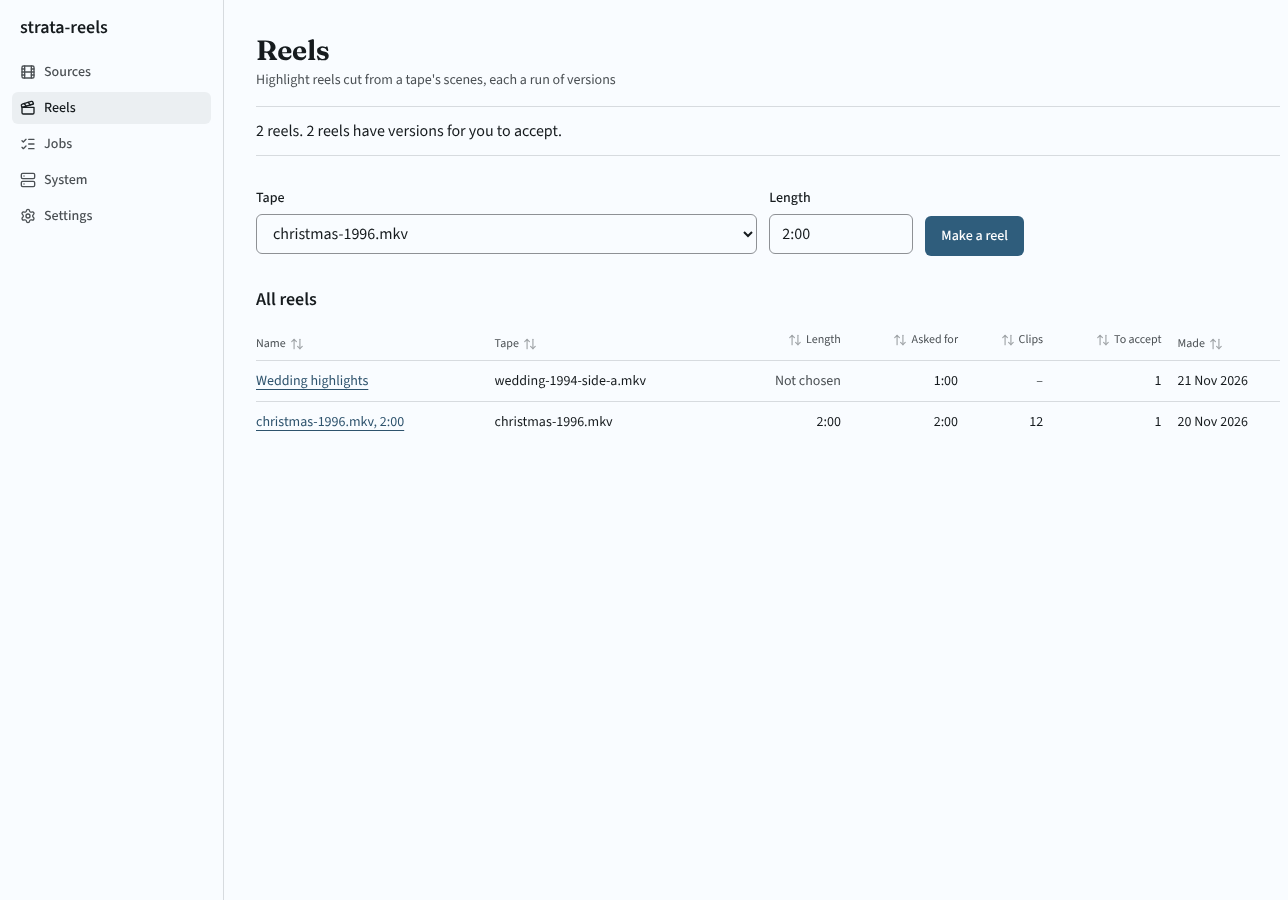 strata-reels
Sources
Reels
Jobs
System
Settings
Reels
Highlight reels cut from a tape's scenes, each a run of versions
2 reels. 2 reels have versions for you to accept.
Tape Length
christmas-1996.mkv 2:00 Make a reel
All reels
Name Tape Length Asked for Clips To accept Made
Wedding highlights wedding-1994-side-a.mkv Not chosen 1:00 – 1 21 Nov 2026
christmas-1996.mkv, 2:00 christmas-1996.mkv 2:00 2:00 12 1 20 Nov 2026